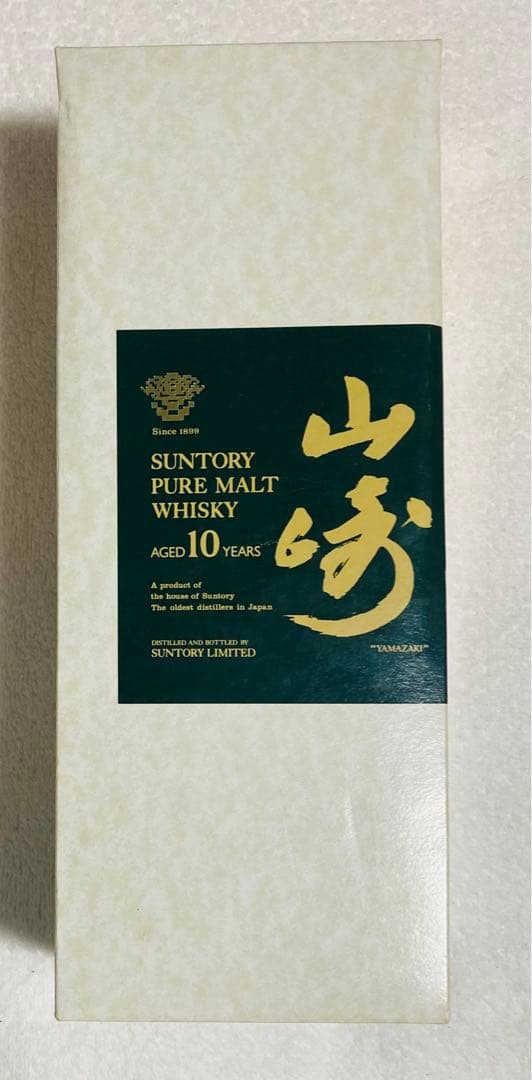 Since 1899
SUNTORY
PURE MALT
WHISKY
AGED 10 YEARS
A product of
the house of Suntory
The oldest distillers in Japan
DISTILLED AND BOTTLED BY
SUNTORY LIMITED
山崎
"YAMAZAKI"